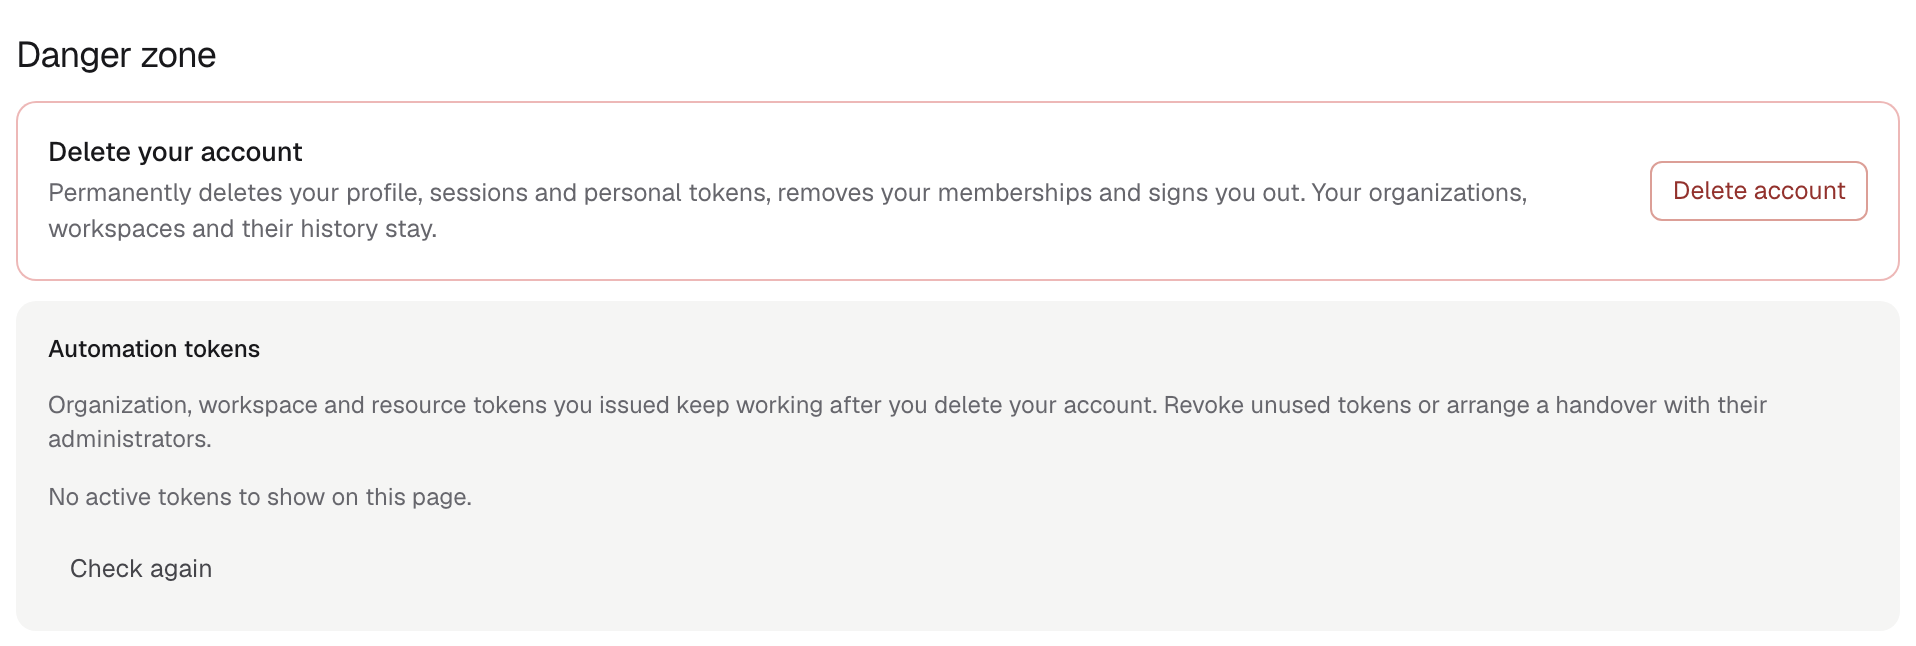 Danger zone
Delete your account
Permanently deletes your profile, sessions and personal tokens, removes your memberships and signs you out. Your organizations,
workspaces and their history stay.
Delete account
Automation tokens
Organization, workspace and resource tokens you issued keep working after you delete your account. Revoke unused tokens or arrange a handover with their
administrators.
No active tokens to show on this page.
Check again